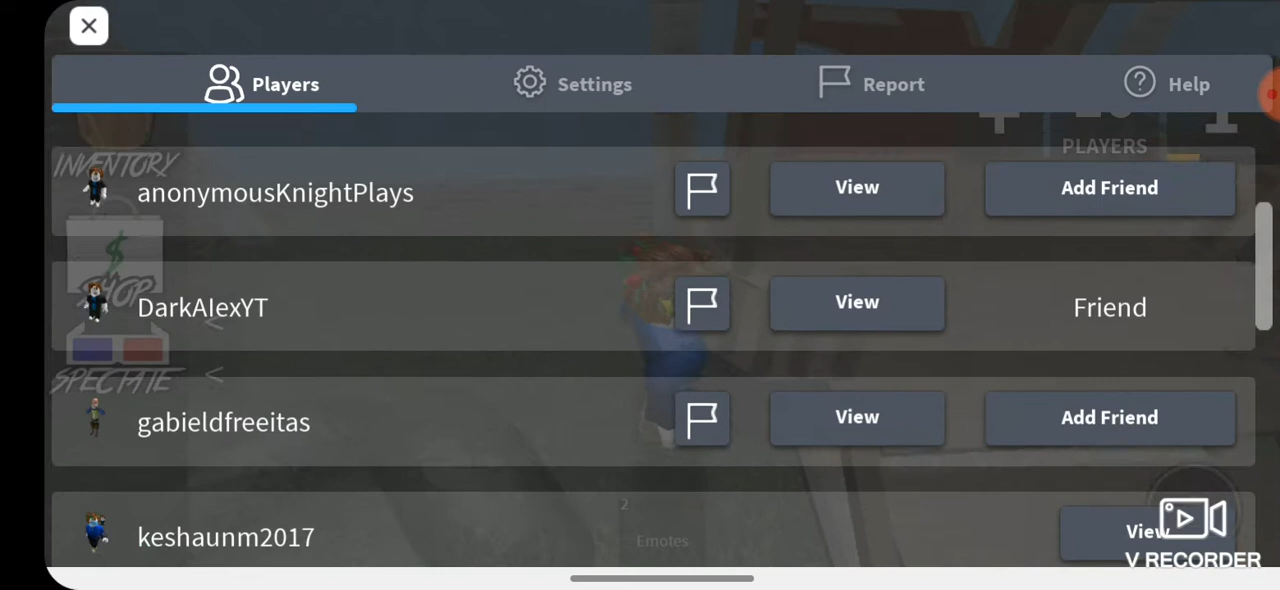 Players
Settings
Report
Help
PLAYERS
INVENTORY
anonymousKnightPlays
View
Add Friend
$
SHOP
DarkAIexYT
View
Friend
<
SPECTATE
<
gabieldfreeitas
View
Add Friend
2
Emotes
keshaunm2017
View
V RECORDER